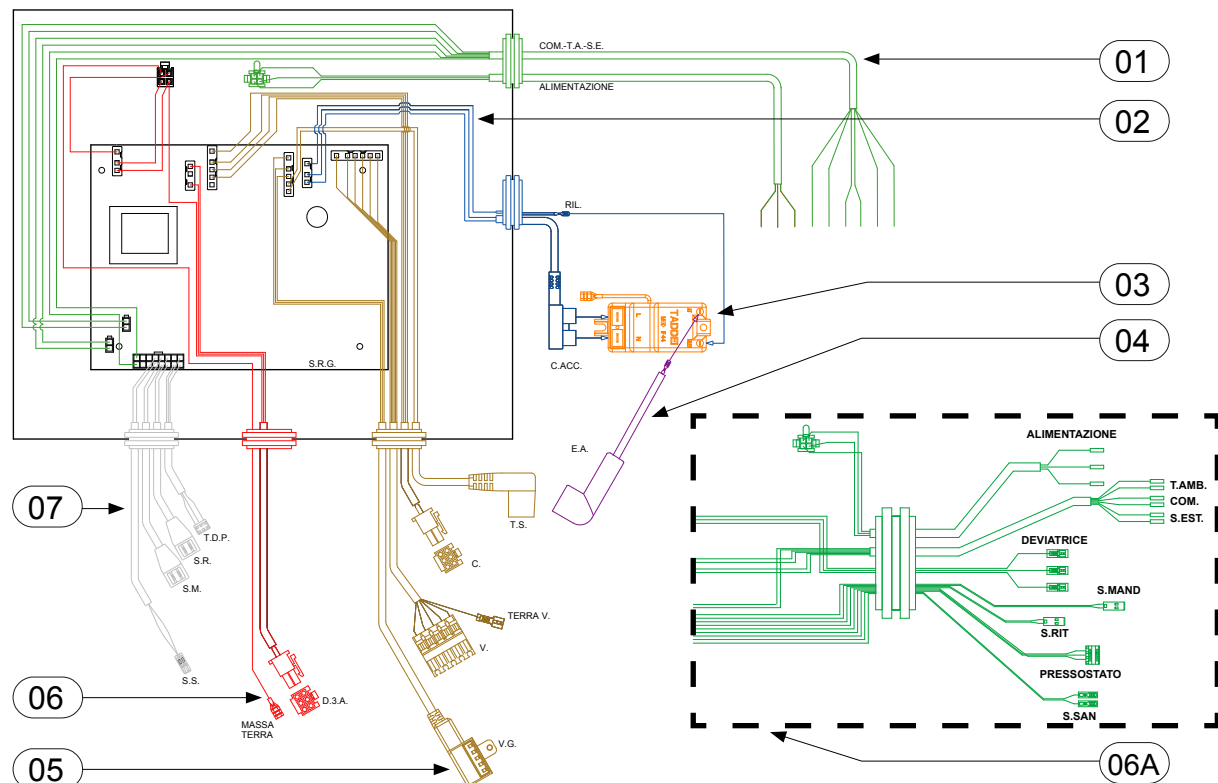 COM.-T.A.-S.E.
ALIMENTAZIONE
01
02
RIL.
03
04
L
N
TADDEI
C.ACC.
S.R.G.
E.A.
07
T.D.P.
S.R.
S.M.
S.S.
06
MASSA
TERRA
D.3.A.
05
T.S.
C.
TERRA V.
V.
V.G.
ALIMENTAZIONE
T.AMB.
COM.
S.EST.
DEVIATRICE
S.MAND
S.RIT
PRESSOSTATO
S.SAN
06A